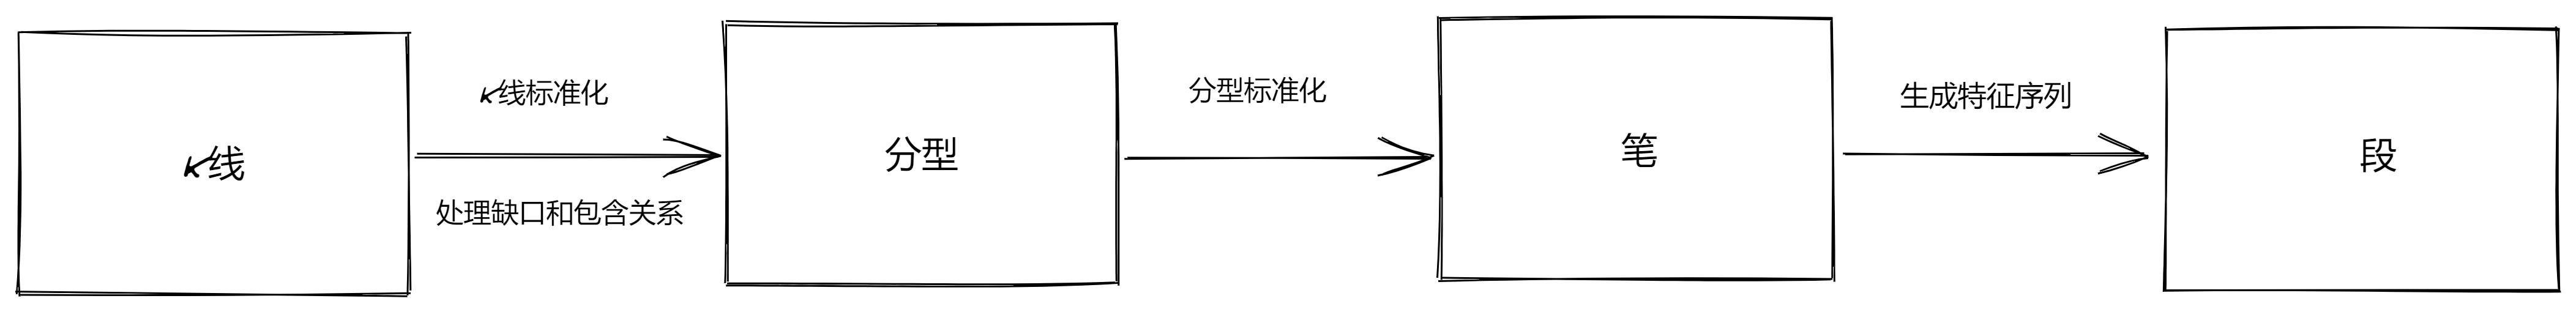 K线
K线标准化
处理缺口和包含关系
分型
分型标准化
笔
生成特征序列
段